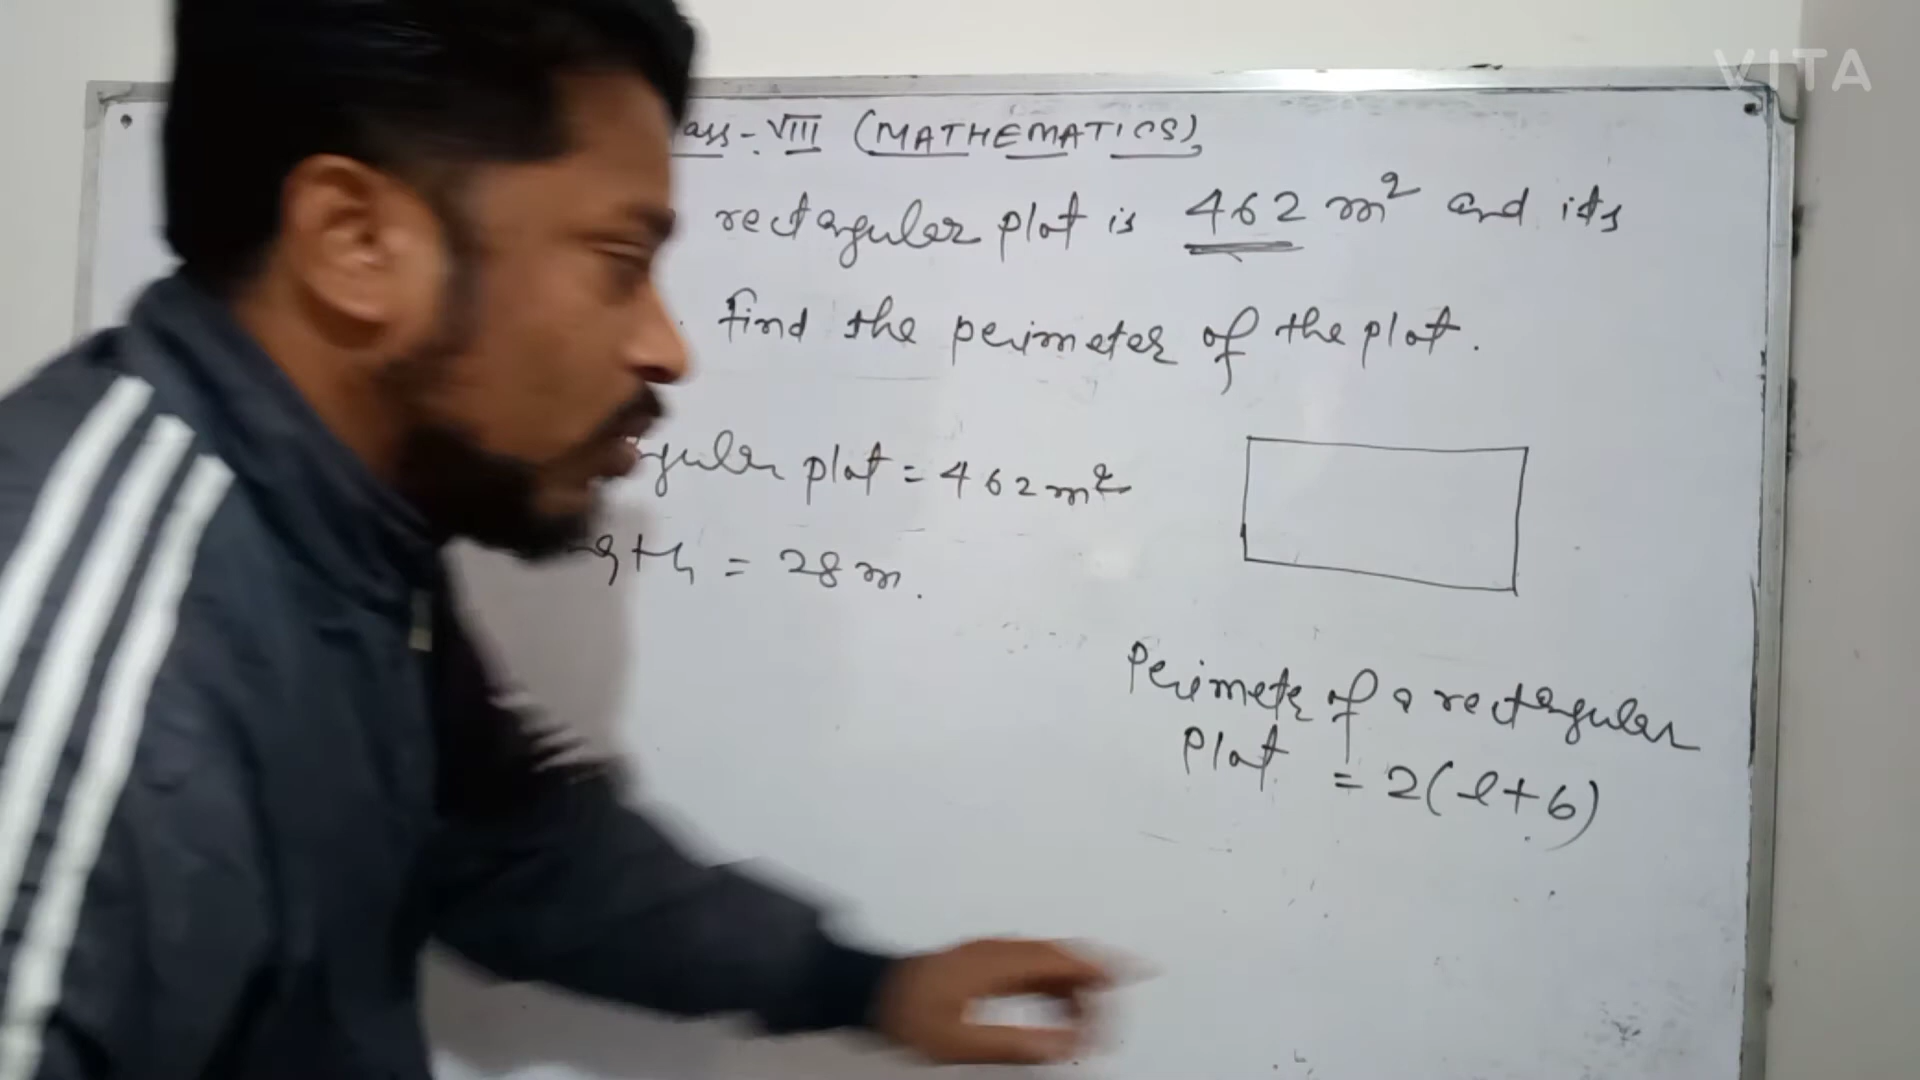 VITA
ass-VIII (MATHEMATICS),
rectangular plot is 462 m² and its
find the perimeter of the plot.
gular plot = 462 m²
ngth = 28 m.
Perimeter of a rectangular
plot = 2(l+b)